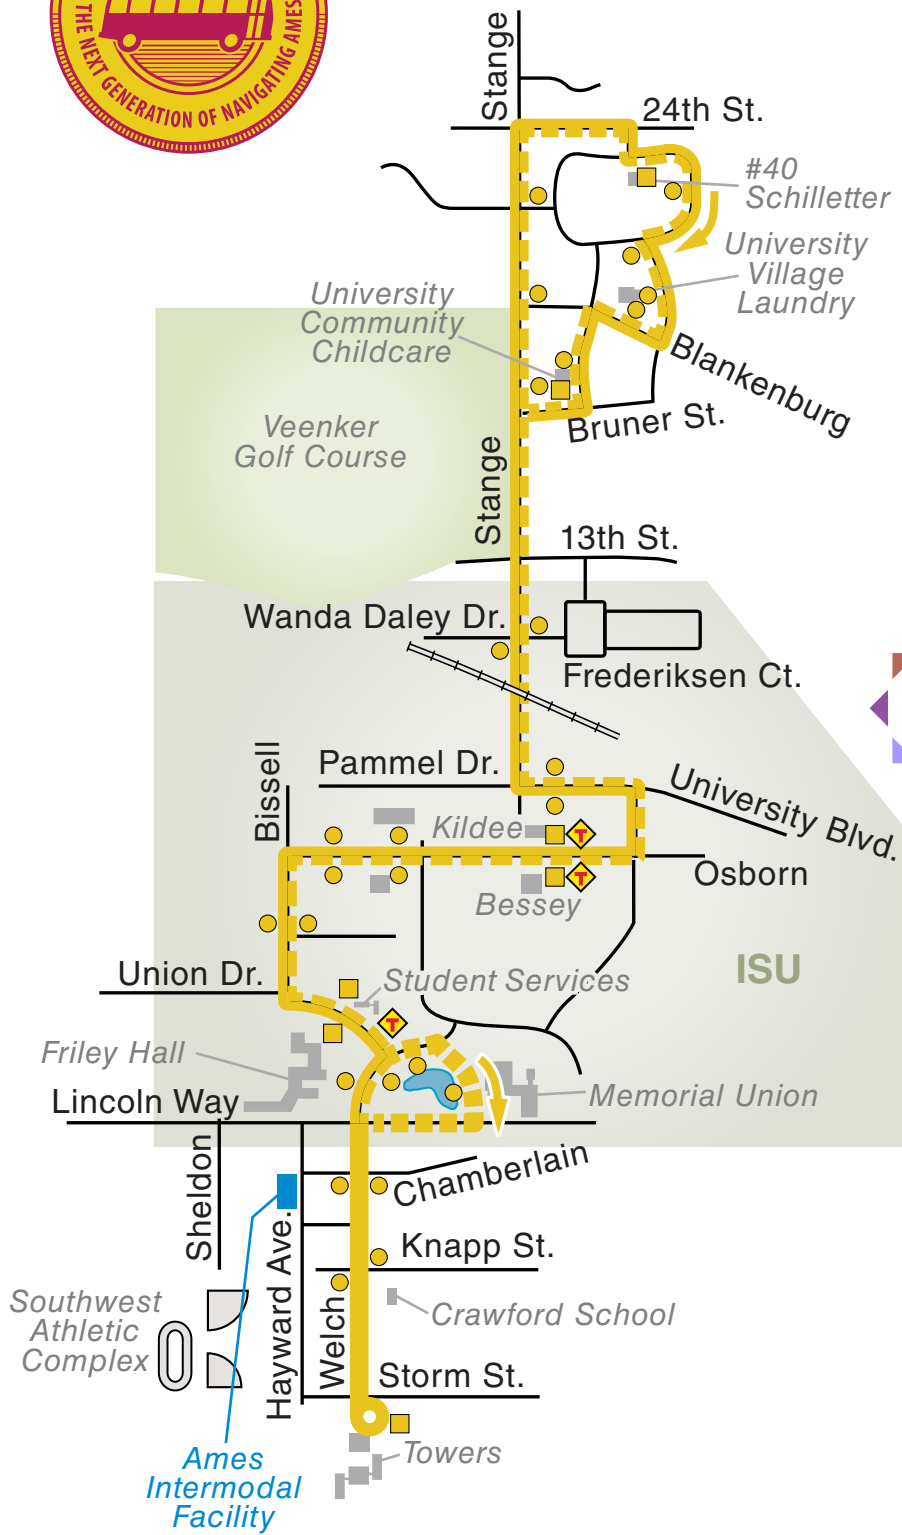 THE NEXT GENERATION OF NAVIGATING AMES
Stange
24th St.
#40
Schilletter
University
Village
Laundry
University
Community
Childcare
Blankenburg
Bruner St.
Veenker
Golf Course
Stange
13th St.
Wanda Daley Dr.
Frederiksen Ct.
Pammel Dr.
University Blvd.
Bissell
Kildee
T
Osborn
T
Bessey
ISU
Union Dr.
Student Services
T
Friley Hall
Memorial Union
Lincoln Way
Sheldon
Chamberlain
Hayward Ave.
Knapp St.
Welch
Crawford School
Southwest
Athletic
Complex
Storm St.
Towers
Ames
Intermodal
Facility